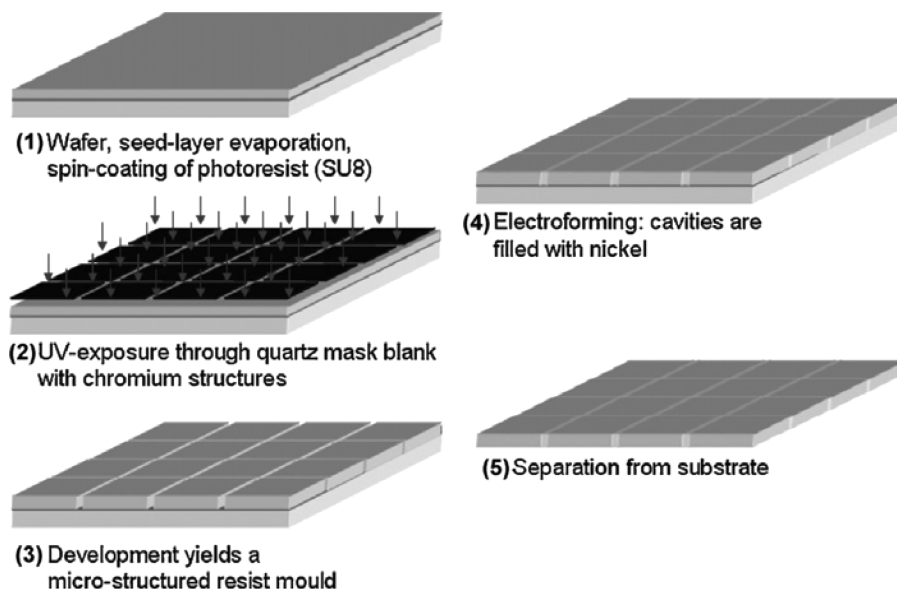 (1) Wafer, seed-layer evaporation,
spin-coating of photoresist (SU8)
(2) UV-exposure through quartz mask blank
with chromium structures
(3) Development yields a
micro-structured resist mould
(4) Electroforming: cavities are
filled with nickel
(5) Separation from substrate